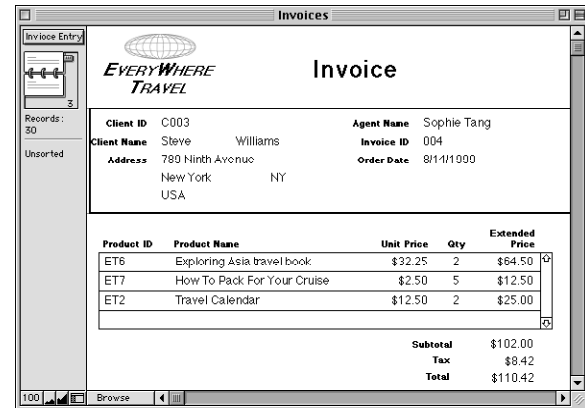 Invoices
Invioce Entry
3
Records:
30
Unsorted
EVERYWHERE
TRAVEL
Invoice
Client ID C003 Agent Name Sophie Tang
Client Name Steve Williams Invoice ID 004
Address 789 Ninth Avenue Order Date 8/14/1999
New York NY
USA
Product ID Product Name Unit Price Qty Extended Price
ET6 Exploring Asia travel book $32.25 2 $64.50
ET7 How To Pack For Your Cruise $2.50 5 $12.50
ET2 Travel Calendar $12.50 2 $25.00
Subtotal $102.00
Tax $8.42
Total $110.42
100 Browse